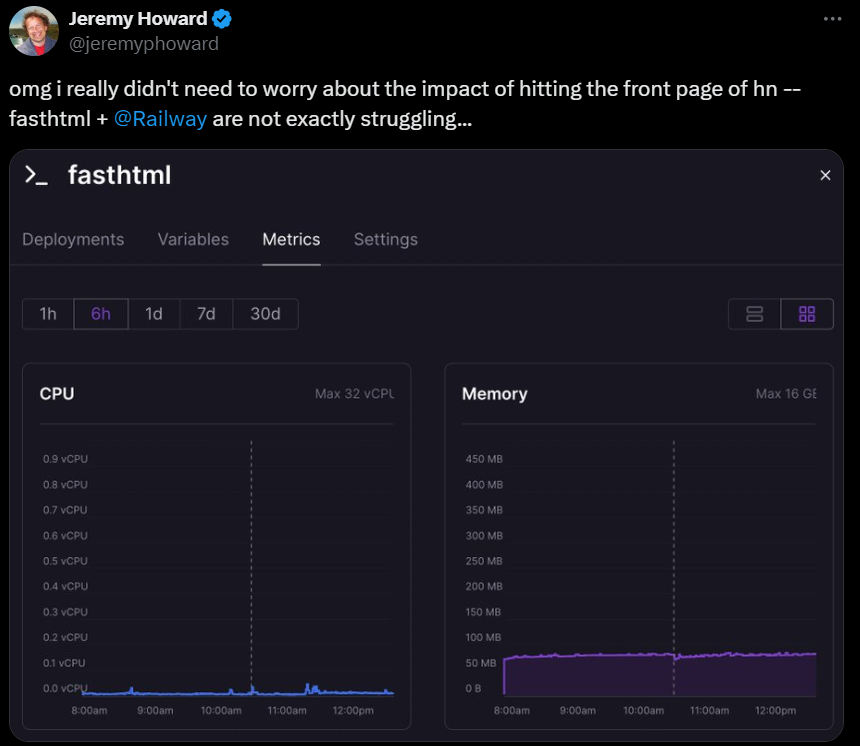 Jeremy Howard
@jeremyphoward
omg i really didn't need to worry about the impact of hitting the front page of hn --
fasthtml + @Railway are not exactly struggling...
>_ fasthtml
Deployments Variables Metrics Settings
1h 6h 1d 7d 30d
CPU Max 32 vCPU
0.9 vCPU
0.8 vCPU
0.7 vCPU
0.6 vCPU
0.5 vCPU
0.4 vCPU
0.3 vCPU
0.2 vCPU
0.1 vCPU
0.0 vCPU
8:00am 9:00am 10:00am 11:00am 12:00pm
Memory Max 16 GB
450 MB
400 MB
350 MB
300 MB
250 MB
200 MB
150 MB
100 MB
50 MB
0 B
8:00am 9:00am 10:00am 11:00am 12:00pm